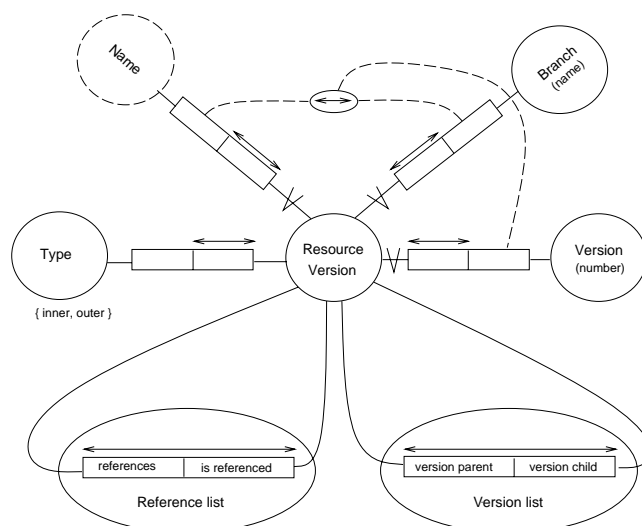 Name
Branch
(name)
Type
Resource
Version
Version
(number)
{ inner, outer }
references
is referenced
version parent
version child
Reference list
Version list